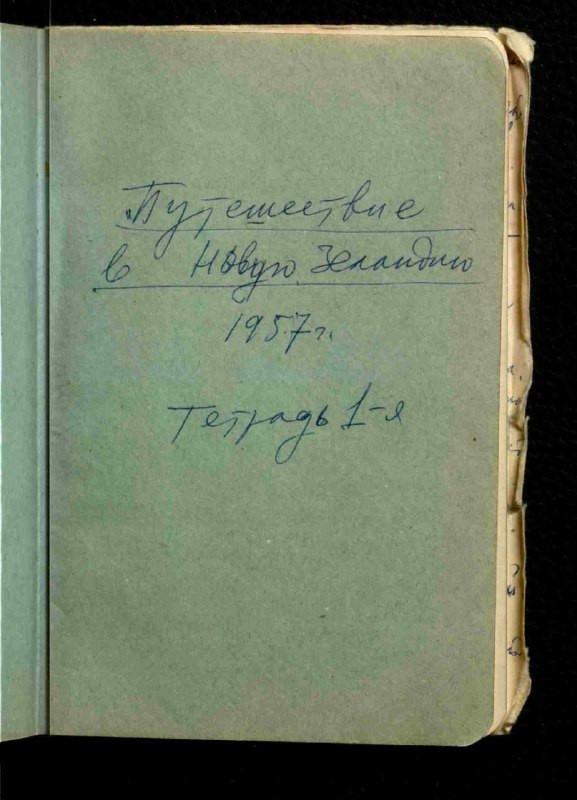 Путешествие
в Новую Зеландию
1957 г.
Тетрадь 1-я